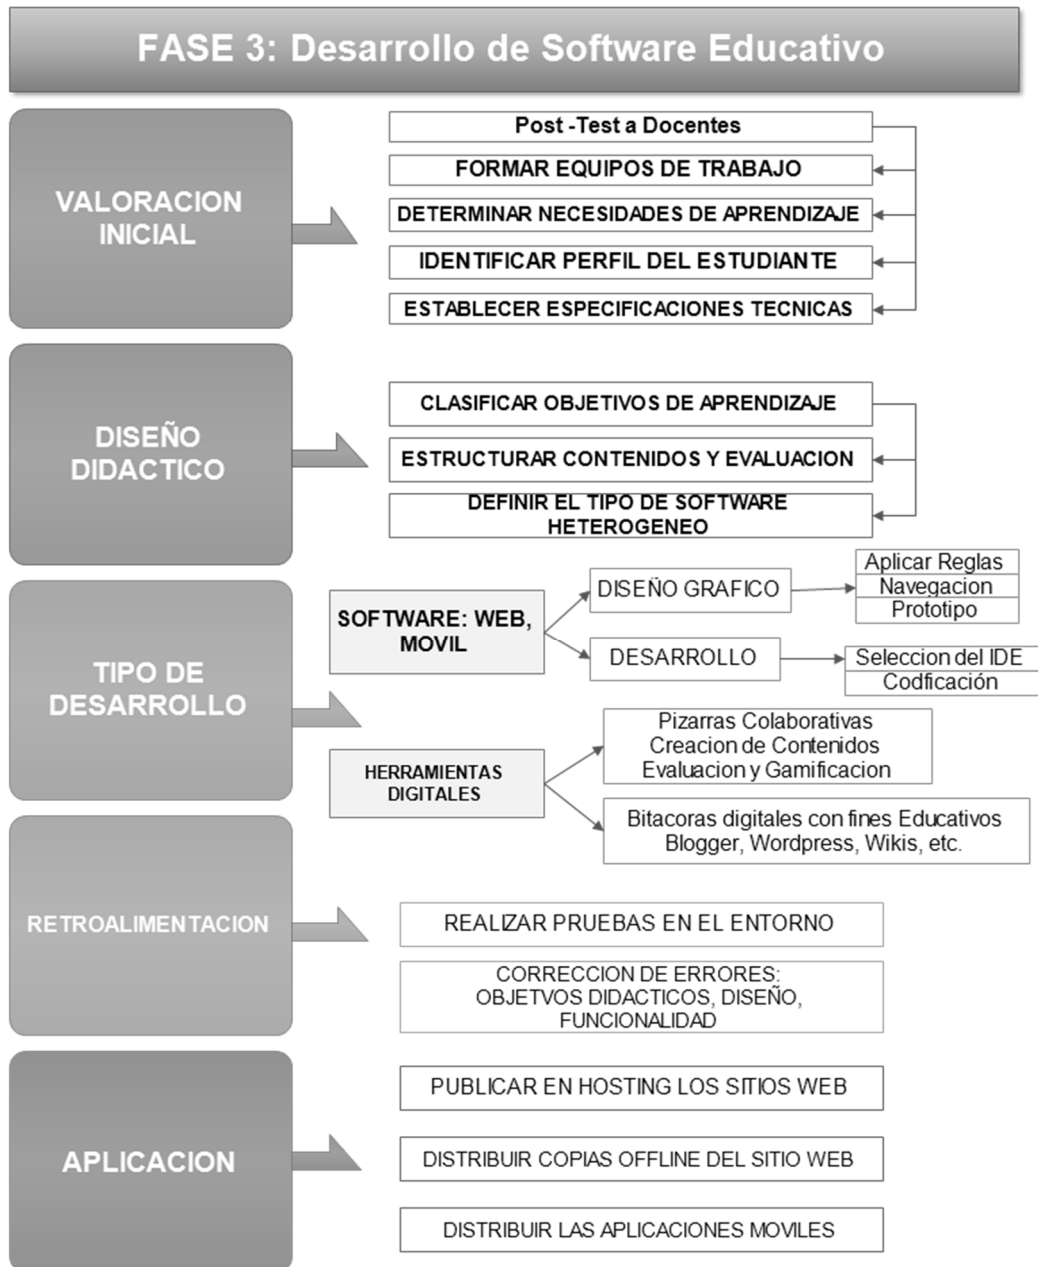 FASE 3: Desarrollo de Software Educativo
VALORACION
INICIAL
Post -Test a Docentes
FORMAR EQUIPOS DE TRABAJO
DETERMINAR NECESIDADES DE APRENDIZAJE
IDENTIFICAR PERFIL DEL ESTUDIANTE
ESTABLECER ESPECIFICACIONES TECNICAS
DISEÑO
DIDACTICO
CLASIFICAR OBJETIVOS DE APRENDIZAJE
ESTRUCTURAR CONTENIDOS Y EVALUACION
DEFINIR EL TIPO DE SOFTWARE
HETEROGENEO
TIPO DE
DESARROLLO
SOFTWARE: WEB,
MOVIL
DISEÑO GRAFICO
Aplicar Reglas
Navegacion
Prototipo
DESARROLLO
Seleccion del IDE
Codficación
HERRAMIENTAS
DIGITALES
Pizarras Colaborativas
Creacion de Contenidos
Evaluacion y Gamificacion
Bitacoras digitales con fines Educativos
Blogger, Wordpress, Wikis, etc.
RETROALIMENTACION
REALIZAR PRUEBAS EN EL ENTORNO
CORRECCION DE ERRORES:
OBJETVOS DIDACTICOS, DISEÑO,
FUNCIONALIDAD
APLICACION
PUBLICAR EN HOSTING LOS SITIOS WEB
DISTRIBUIR COPIAS OFFLINE DEL SITIO WEB
DISTRIBUIR LAS APLICACIONES MOVILES